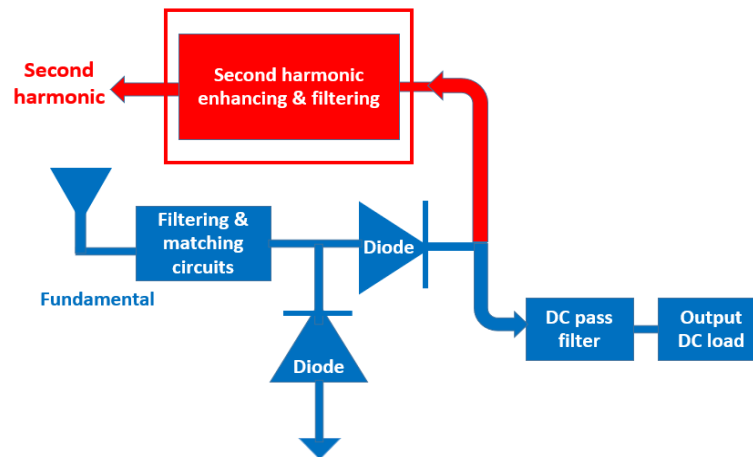 Second
harmonic
Second harmonic
enhancing & filtering
Filtering &
matching
circuits
Diode
Fundamental
Diode
DC pass
filter
Output
DC load